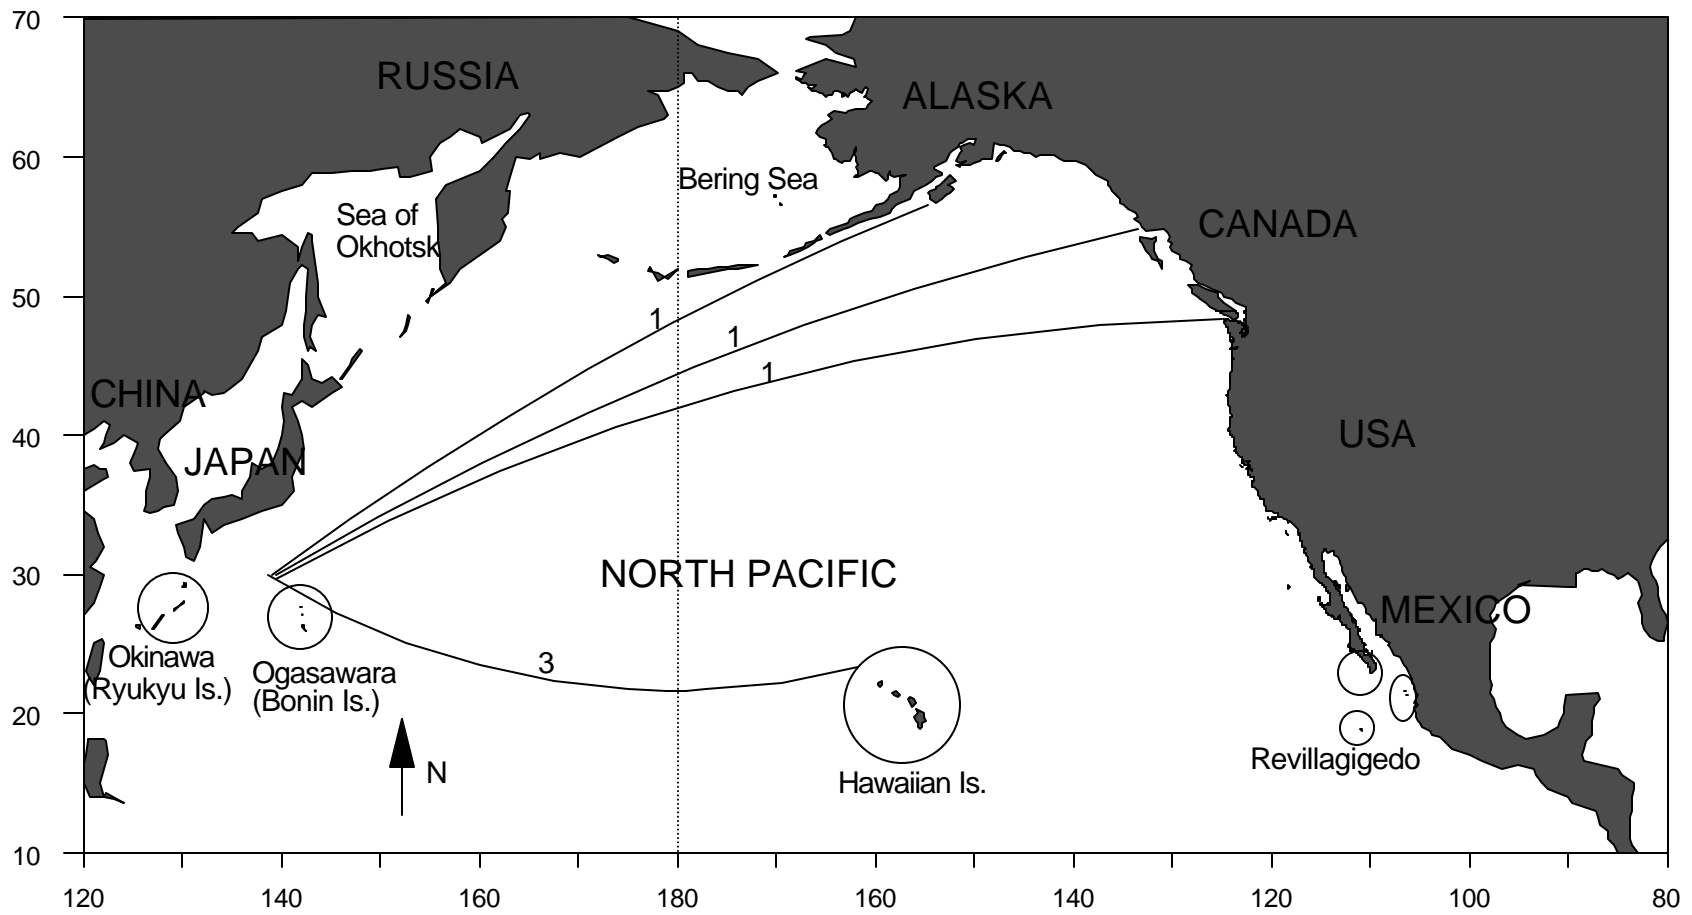 70
RUSSIA
ALASKA
60
Bering Sea
Sea of
Okhotsk
CANADA
50
1
1
1
CHINA
40
JAPAN
USA
30
NORTH PACIFIC
MEXICO
Okinawa
(Ryukyu Is.)
Ogasawara
(Bonin Is.)
3
20
N
Revillagigedo
Hawaiian Is.
10
120
140
160
180
160
140
120
100
80